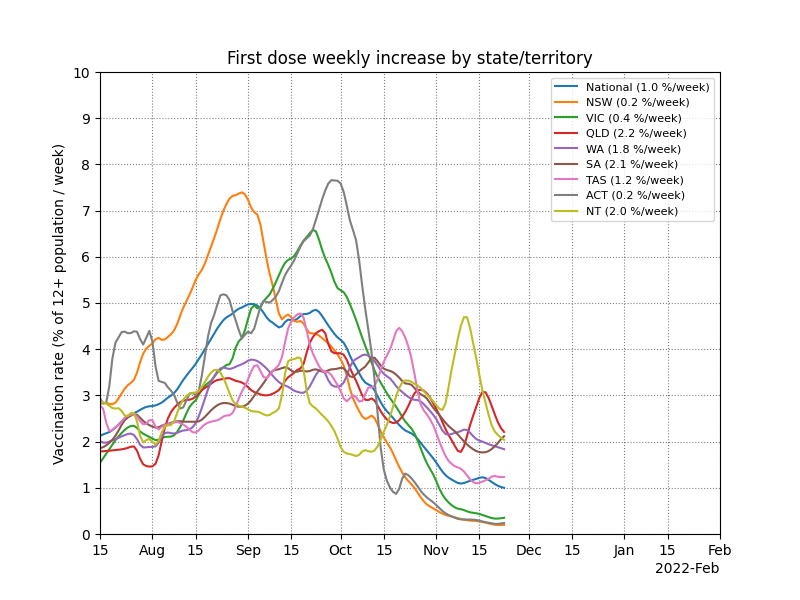 First dose weekly increase by state/territory
Vaccination rate (% of 12+ population / week)
10
9
8
7
6
5
4
3
2
1
0
National (1.0 %/week)
NSW (0.2 %/week)
VIC (0.4 %/week)
QLD (2.2 %/week)
WA (1.8 %/week)
SA (2.1 %/week)
TAS (1.2 %/week)
ACT (0.2 %/week)
NT (2.0 %/week)
15 Aug 15 Sep 15 Oct 15 Nov 15 Dec 15 Jan 15 Feb
2022-Feb